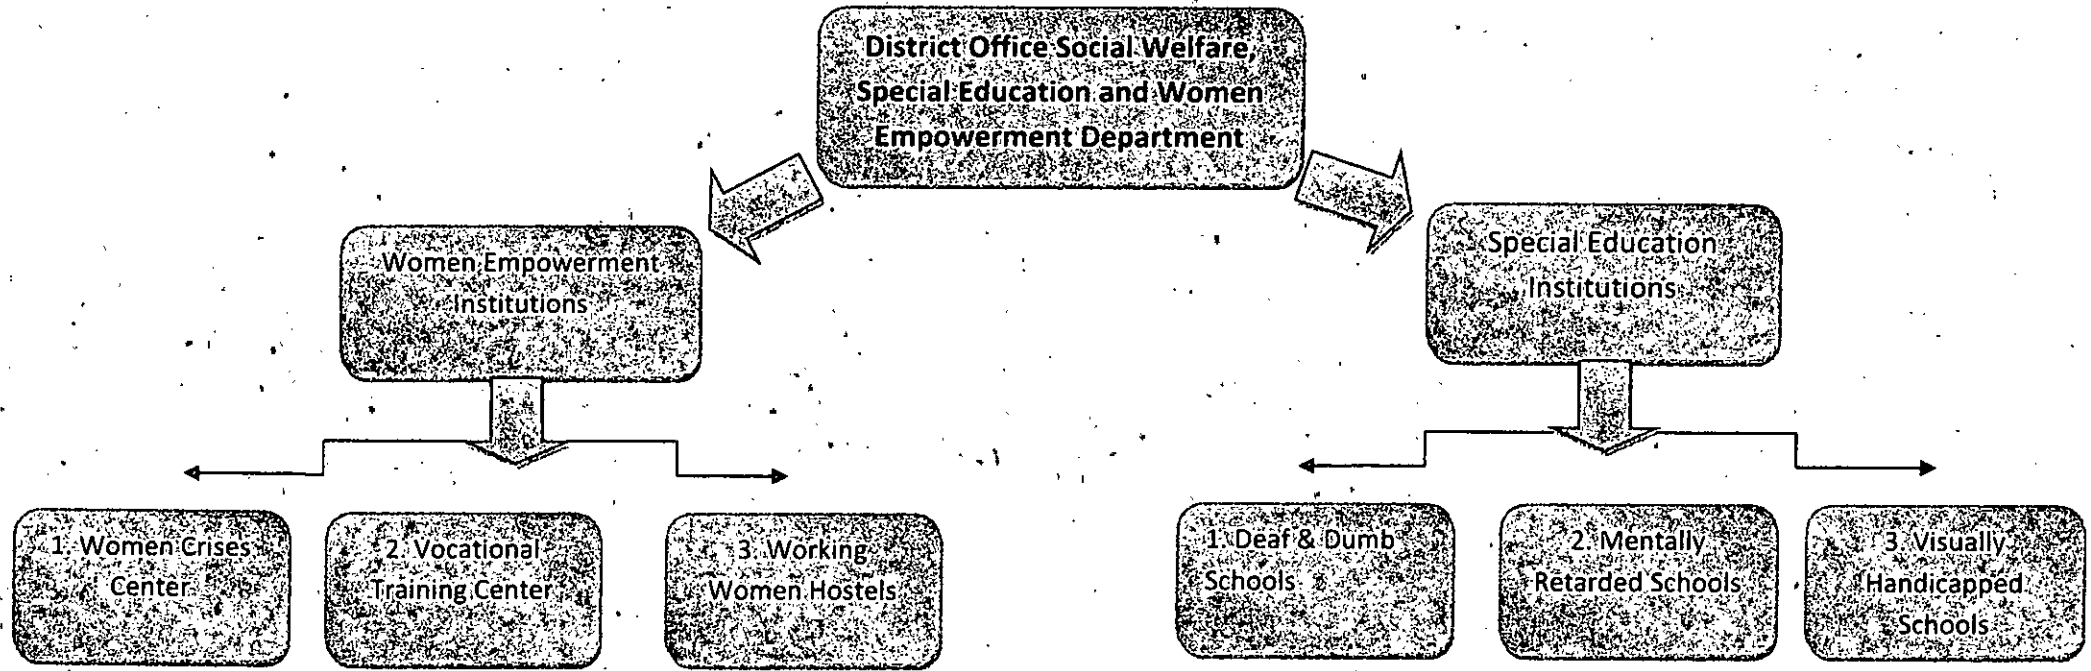 District Office Social Welfare,
Special Education and Women
Empowerment Department
Women Empowerment
Institutions
Special Education
Institutions
1. Women Crises
Center
2. Vocational
Training Center
3. Working
Women Hostels
1. Deaf & Dumb
Schools
2. Mentally
Retarded Schools
3. Visually
Handicapped
Schools